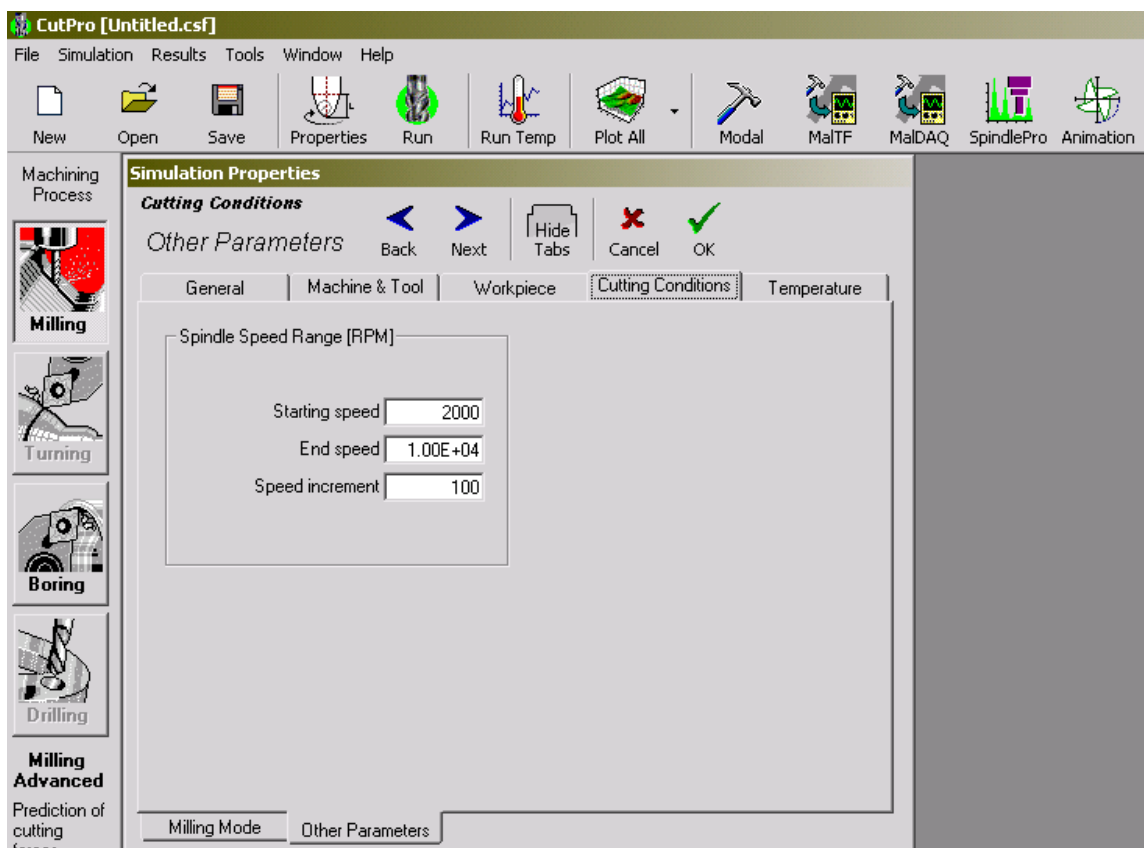 CutPro [Untitled.csf]
File Simulation Results Tools Window Help
New Open Save Properties Run Run Temp Plot All Modal MalTF MalDAQ SpindlePro Animation
Machining
Process
Milling
Turning
Boring
Drilling
Milling
Advanced
Prediction of
cutting
Simulation Properties
Cutting Conditions
Other Parameters
Back Next Hide
Tabs Cancel OK
General Machine & Tool Workpiece Cutting Conditions Temperature
Spindle Speed Range [RPM]
Starting speed 2000
End speed 1.00E+04
Speed increment 100
Milling Mode Other Parameters